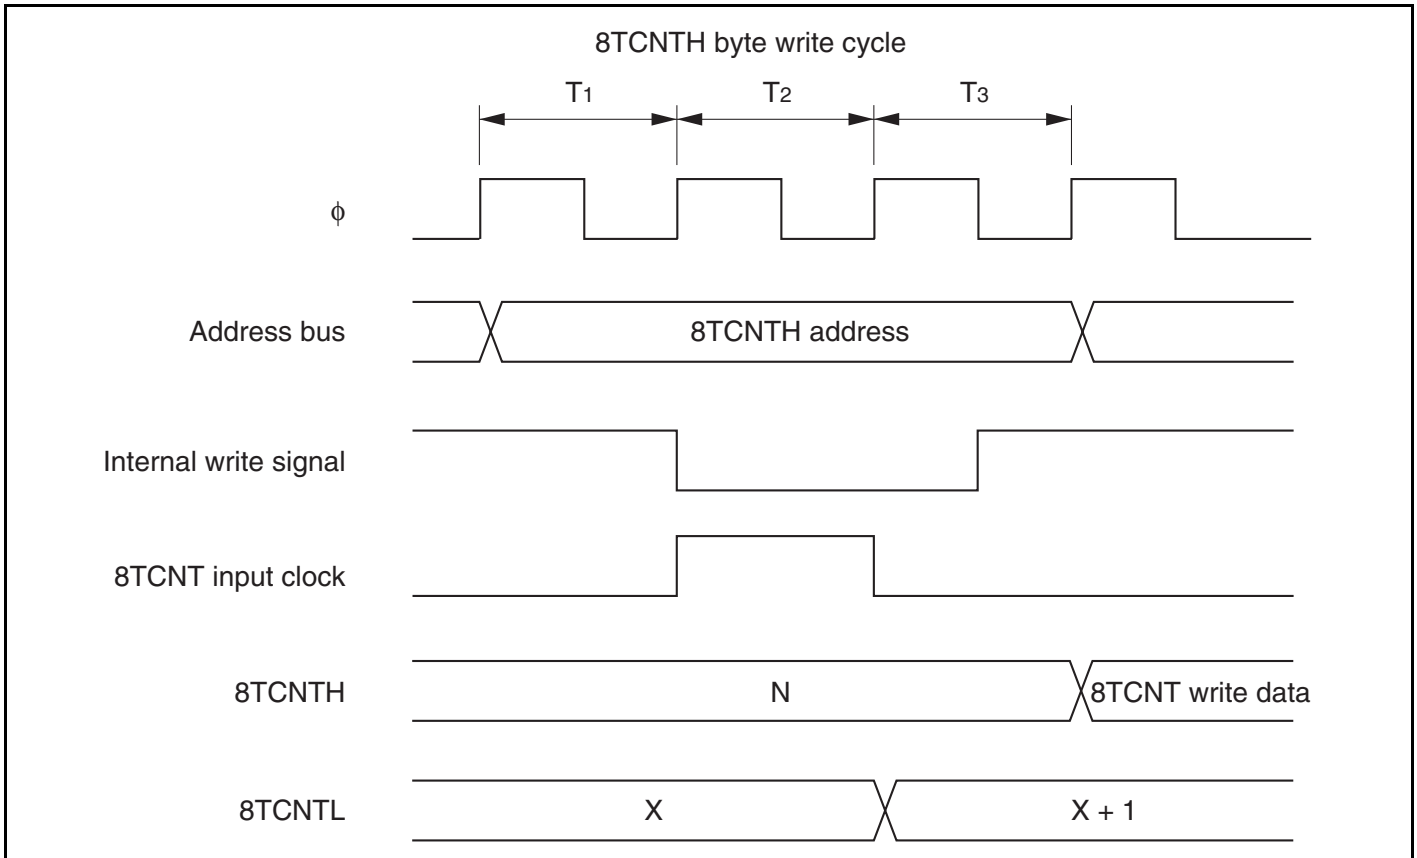 8TCNTH byte write cycle
T1 T2 T3
φ
Address bus 8TCNTH address
Internal write signal
8TCNT input clock
8TCNTH N 8TCNT write data
8TCNTL X X + 1